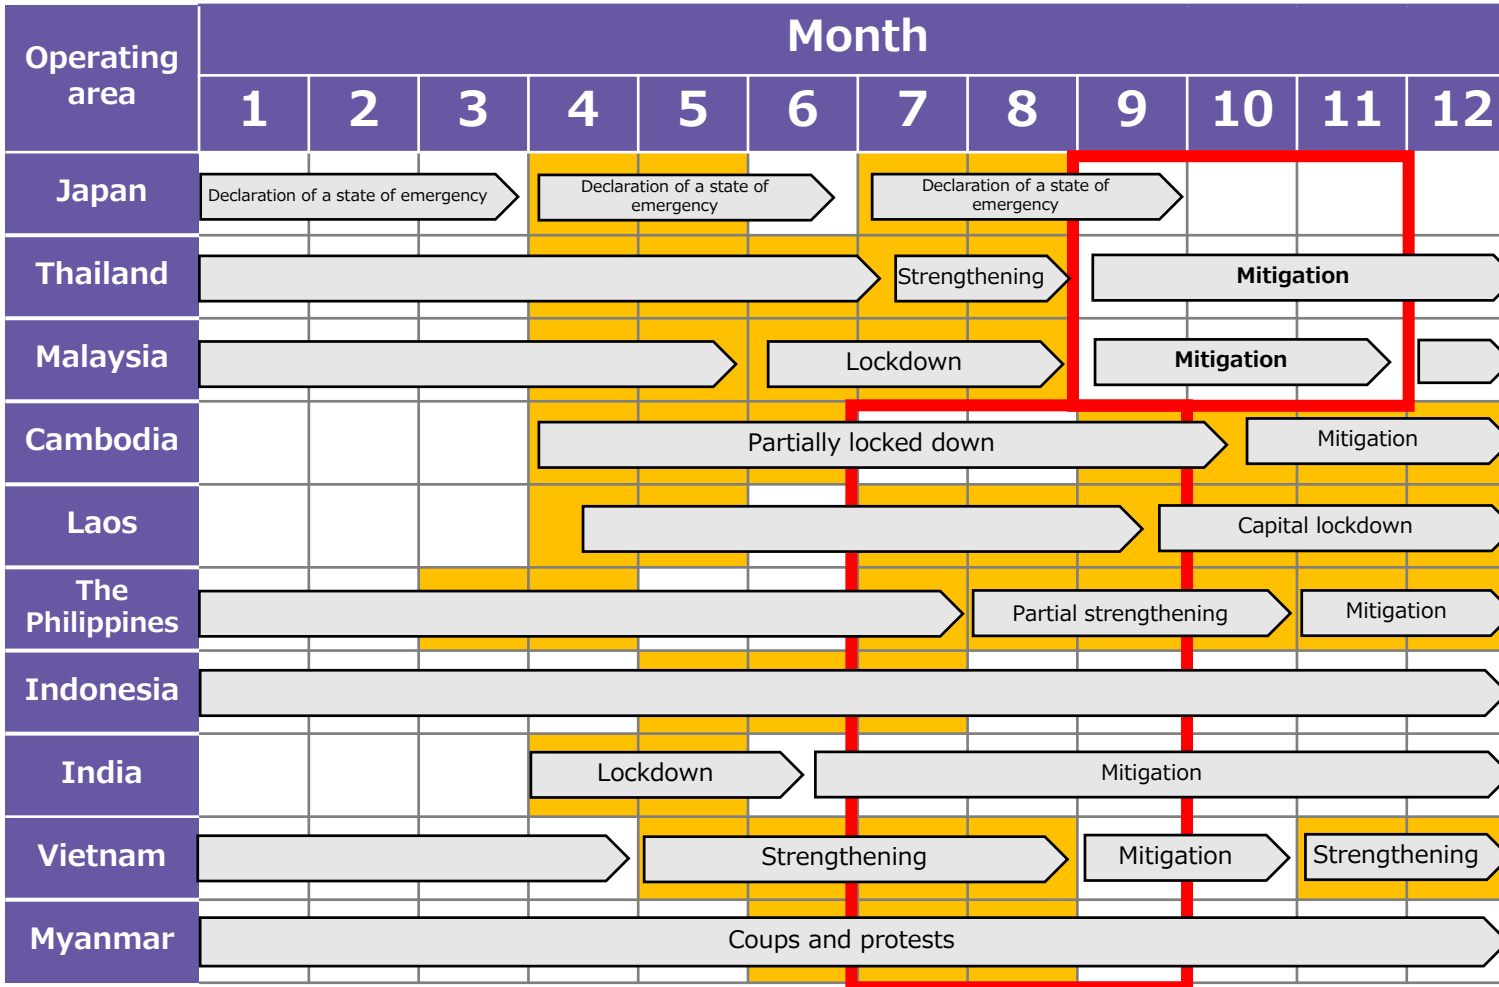 Operating
area
Month
1 2 3 4 5 6 7 8 9 10 11 12
Japan
Declaration of a state of emergency
Declaration of a state of
emergency
Declaration of a state of
emergency
Thailand
Strengthening
Mitigation
Malaysia
Lockdown
Mitigation
Cambodia
Partially locked down
Mitigation
Laos
Capital lockdown
The
Philippines
Partial strengthening
Mitigation
Indonesia
India
Lockdown
Mitigation
Vietnam
Strengthening
Mitigation
Strengthening
Myanmar
Coups and protests